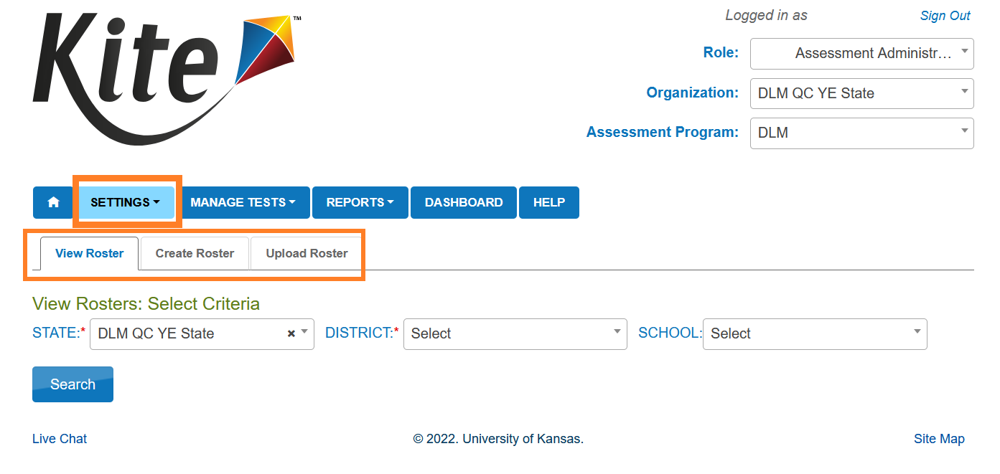 Kite™
Logged in as Sign Out
Role: Assessment Administr...
Organization: DLM QC YE State
Assessment Program: DLM
SETTINGS MANAGE TESTS REPORTS DASHBOARD HELP
View Roster Create Roster Upload Roster
View Rosters: Select Criteria
STATE:* DLM QC YE State × DISTRICT:* Select SCHOOL: Select
Search
Live Chat © 2022. University of Kansas. Site Map